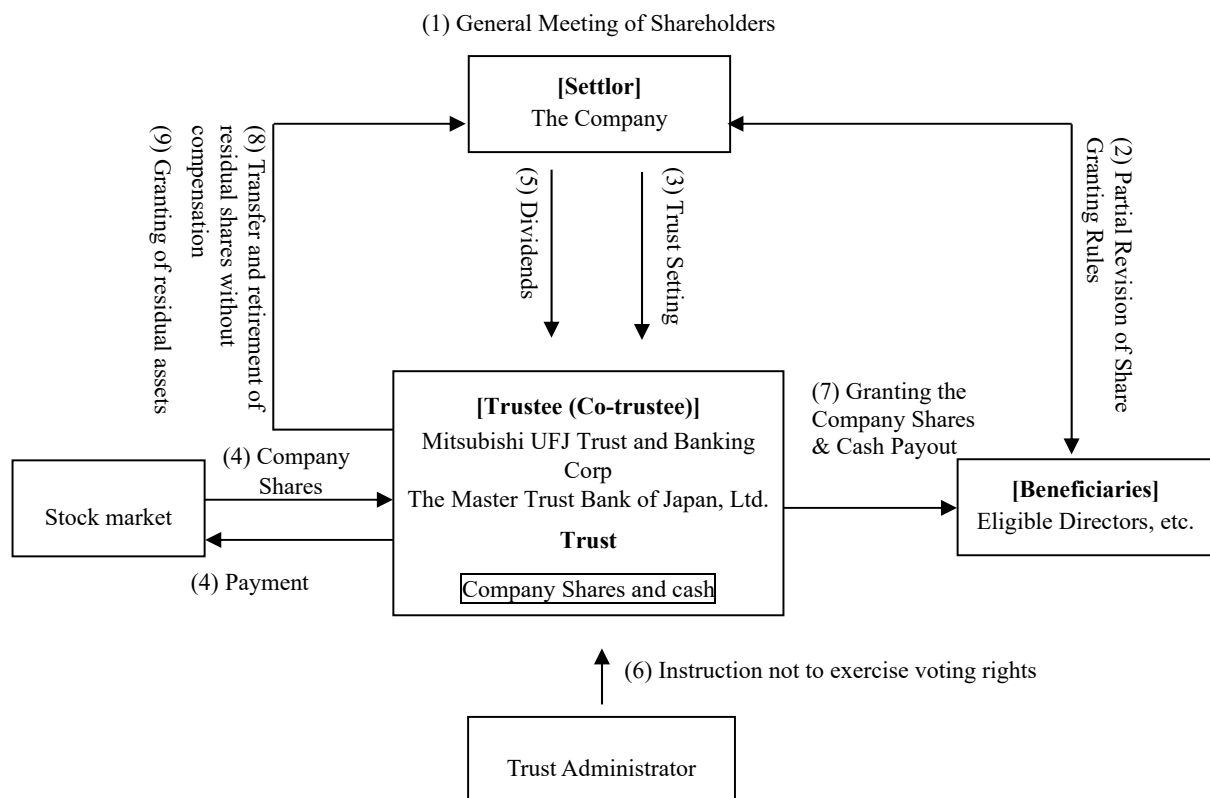 (1) General Meeting of Shareholders
[Settlor]
The Company
(2) Partial Revision of Share
Granting Rules
(3) Trust Setting
(5) Dividends
(8) Transfer and retirement of
residual shares without
compensation
(9) Granting of residual assets
[Trustee (Co-trustee)]
Mitsubishi UFJ Trust and Banking
Corp
The Master Trust Bank of Japan, Ltd.
Trust
Company Shares and cash
(7) Granting the
Company Shares
& Cash Payout
(4) Company
Shares
Stock market
(4) Payment
[Beneficiaries]
Eligible Directors, etc.
(6) Instruction not to exercise voting rights
Trust Administrator